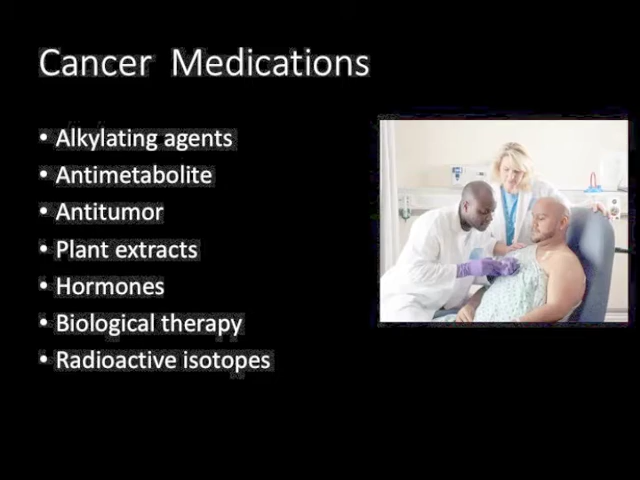 Cancer Medications
• Alkylating agents
• Antimetabolite
• Antitumor
• Plant extracts
• Hormones
• Biological therapy
• Radioactive isotopes